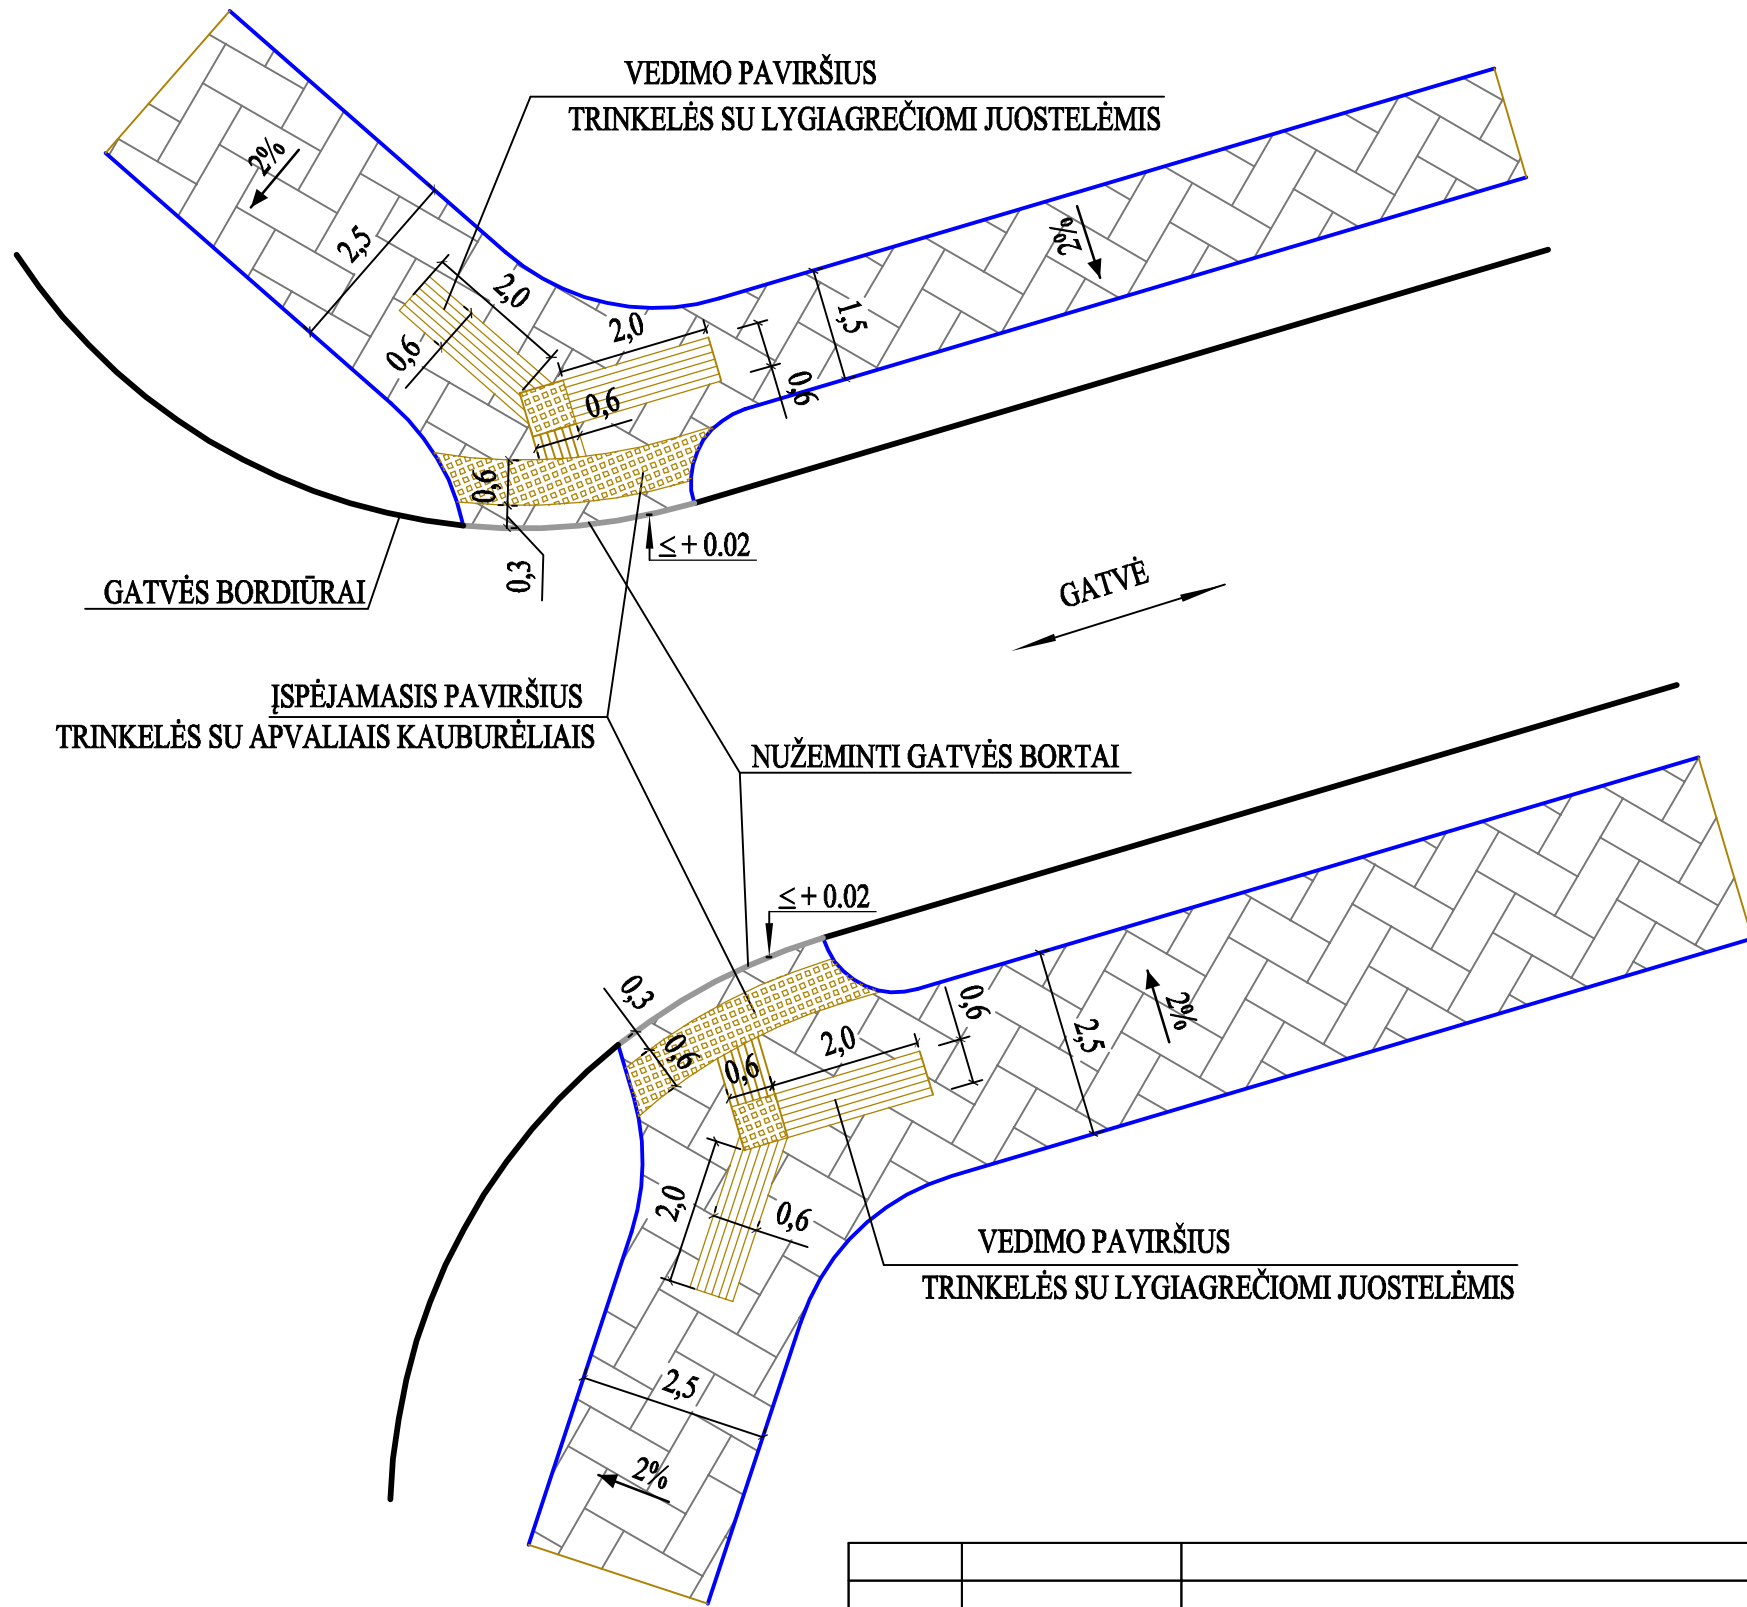 VEDIMO PAVIRŠIUS
TRINKELĖS SU LYGIAGREČIOMI JUOSTELĖMIS
2%
2,5
2,0
2%
1,5
2,0
0,6
0,6
0,6
0,6
≤ + 0.02
0,3
GATVĖS BORDIŪRAI
GATVĖ
ĮSPĖJAMASIS PAVIRŠIUS
TRINKELĖS SU APVALIAIS KAUBURĖLIAIS
NUŽEMINTI GATVĖS BORTAI
≤ + 0.02
0,3
0,6
2%
2,5
2,0
0,6
0,6
2,0
0,6
VEDIMO PAVIRŠIUS
TRINKELĖS SU LYGIAGREČIOMI JUOSTELĖMIS
2,5
2%